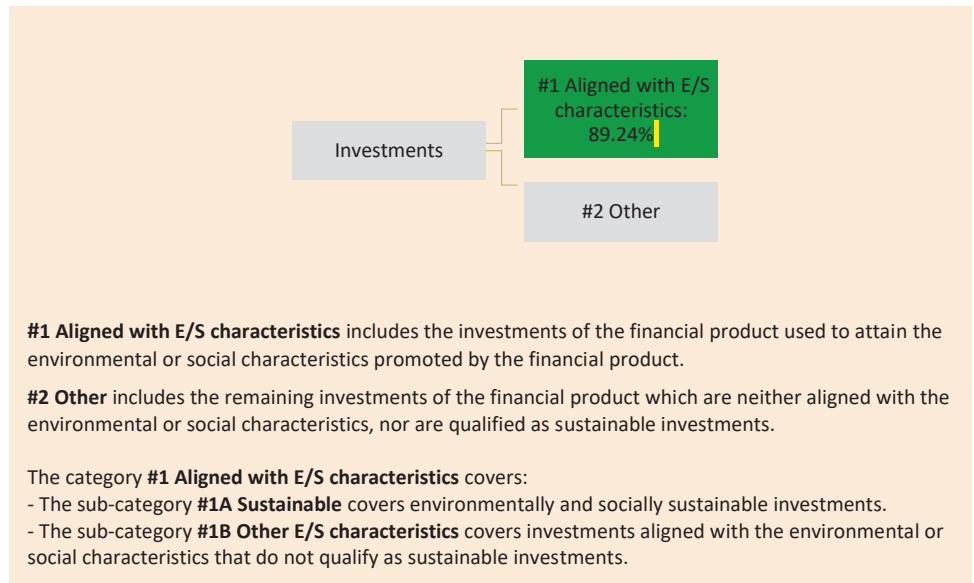 #1 Aligned with E/S
characteristics:
89.24%
Investments
#2 Other
#1 Aligned with E/S characteristics includes the investments of the financial product used to attain the
environmental or social characteristics promoted by the financial product.
#2 Other includes the remaining investments of the financial product which are neither aligned with the
environmental or social characteristics, nor are qualified as sustainable investments.
The category #1 Aligned with E/S characteristics covers:
- The sub-category #1A Sustainable covers environmentally and socially sustainable investments.
- The sub-category #1B Other E/S characteristics covers investments aligned with the environmental or
social characteristics that do not qualify as sustainable investments.